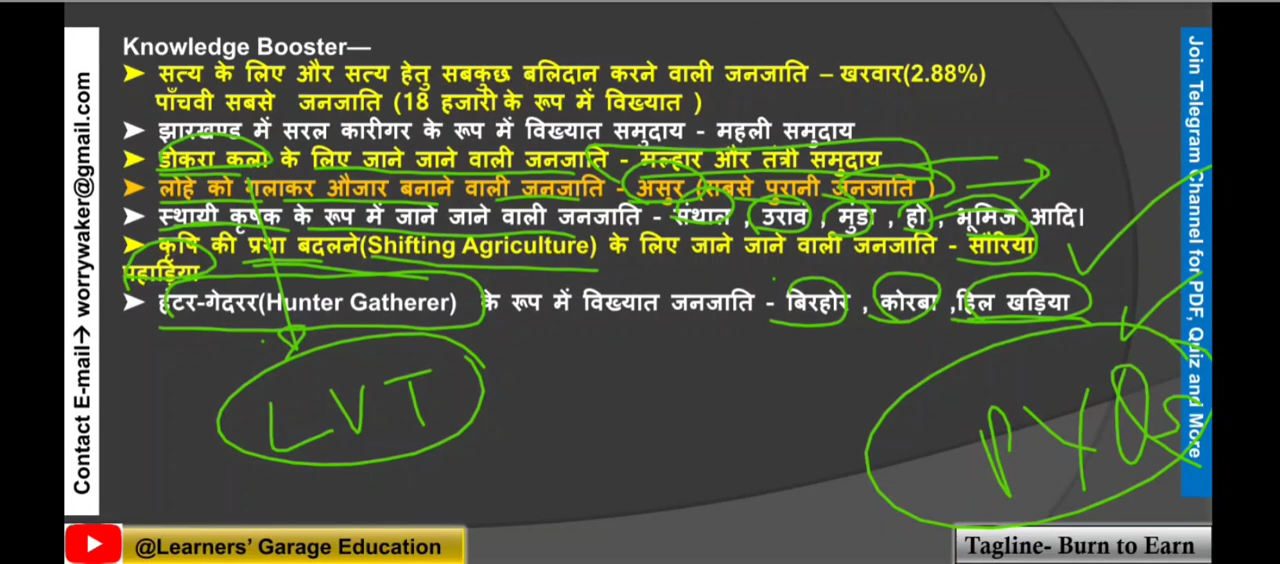 Knowledge Booster—
➤ सत्य के लिए और सत्य हेतु सबकुछ बलिदान करने वाली जनजाति – खरवार(2.88%)
पाँचवी सबसे जनजाति (18 हजारी के रूप में विख्यात )
➤ झारखण्ड में सरल कारीगर के रूप में विख्यात समुदाय - महली समुदाय
➤ डोकरा कला के लिए जाने जाने वाली जनजाति - मल्हार और तंत्री समुदाय
➤ लोहे को गलाकर औजार बनाने वाली जनजाति - असुर (सबसे पुरानी जनजाति )
➤ स्थायी कृषक के रूप में जाने जाने वाली जनजाति - संथाल , उराव , मुंडा , हो , भूमिज आदि।
➤ कृषि की प्रथा बदलने(Shifting Agriculture) के लिए जाने जाने वाली जनजाति - सौरिया
पहाड़िया
➤ हंटर-गेदरर(Hunter Gatherer) के रूप में विख्यात जनजाति - बिरहोर , कोरबा ,हिल खड़िया
LVT
PYQs
Contact E-mail→ worrywaker@gmail.com
Join Telegram Channel for PDF, Quiz and More
@Learners’ Garage Education
Tagline- Burn to Earn